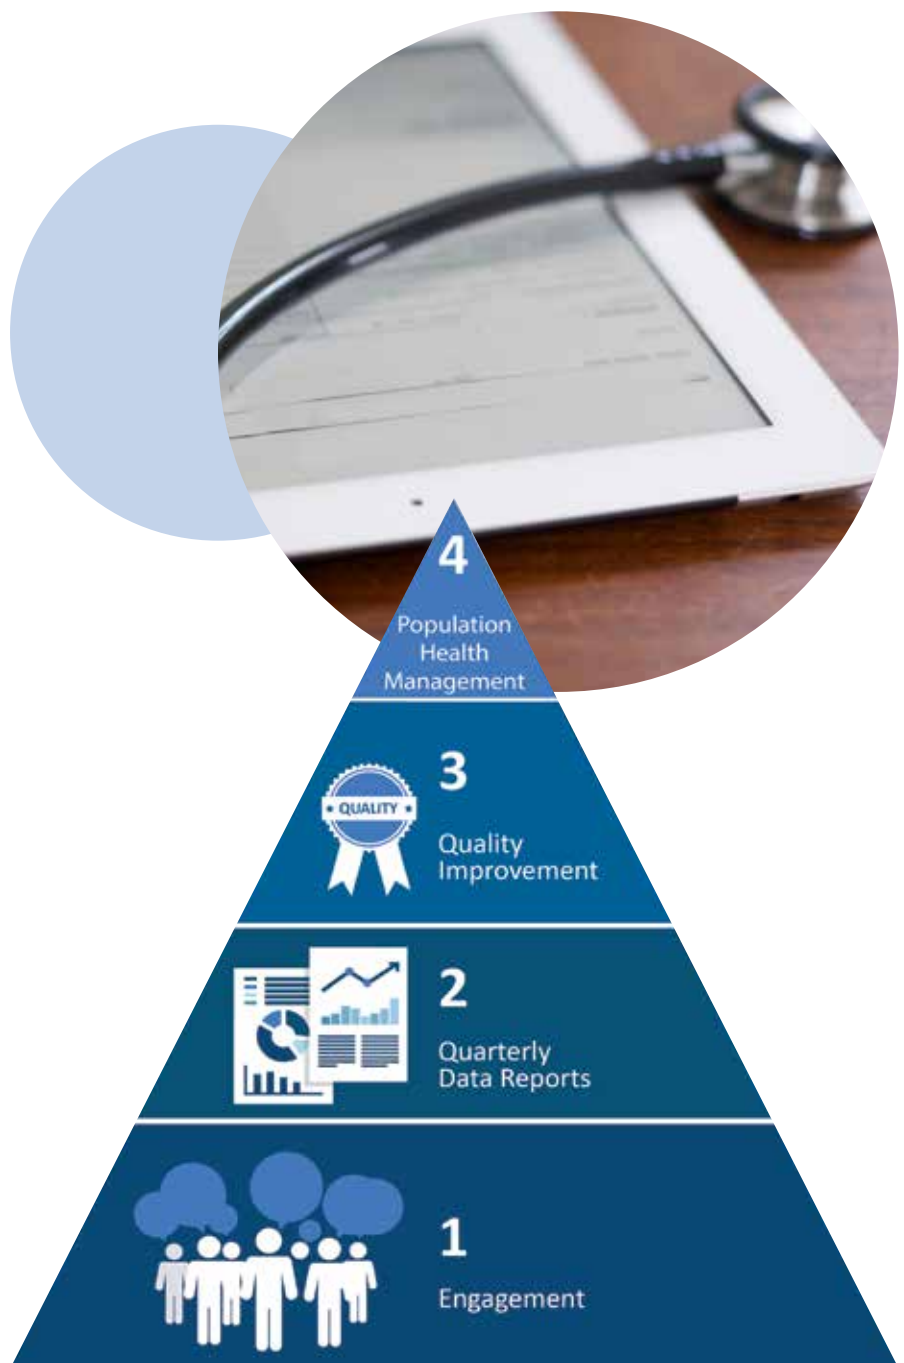 4
Population
Health
Management
3
QUALITY
Quality
Improvement
2
Quarterly
Data Reports
1
Engagement